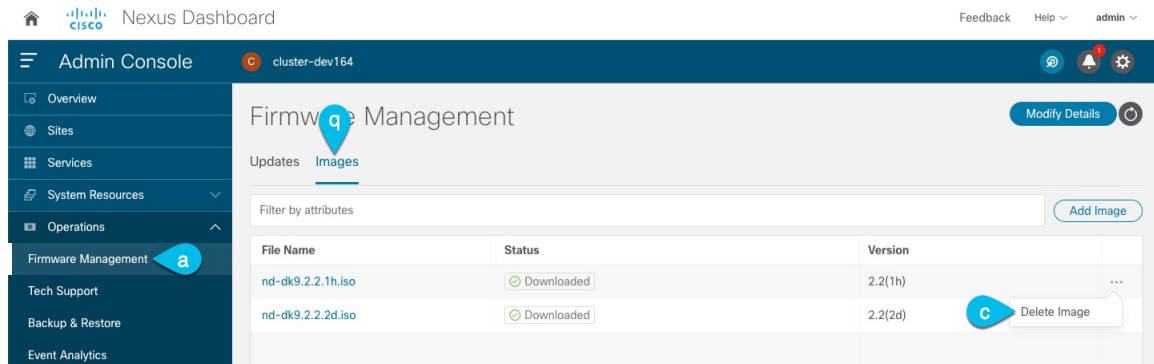 CISCO Nexus Dashboard Feedback Help admin
Admin Console C cluster-dev164 1
Overview
Sites
Services
System Resources
Operations
Firmware Management a
Tech Support
Backup & Restore
Event Analytics
Firmware Management q
Modify Details
Updates Images
Filter by attributes Add Image
File Name Status Version
nd-dk9.2.2.1h.iso Downloaded 2.2(1h) ...
nd-dk9.2.2.2d.iso Downloaded 2.2(2d)
c Delete Image